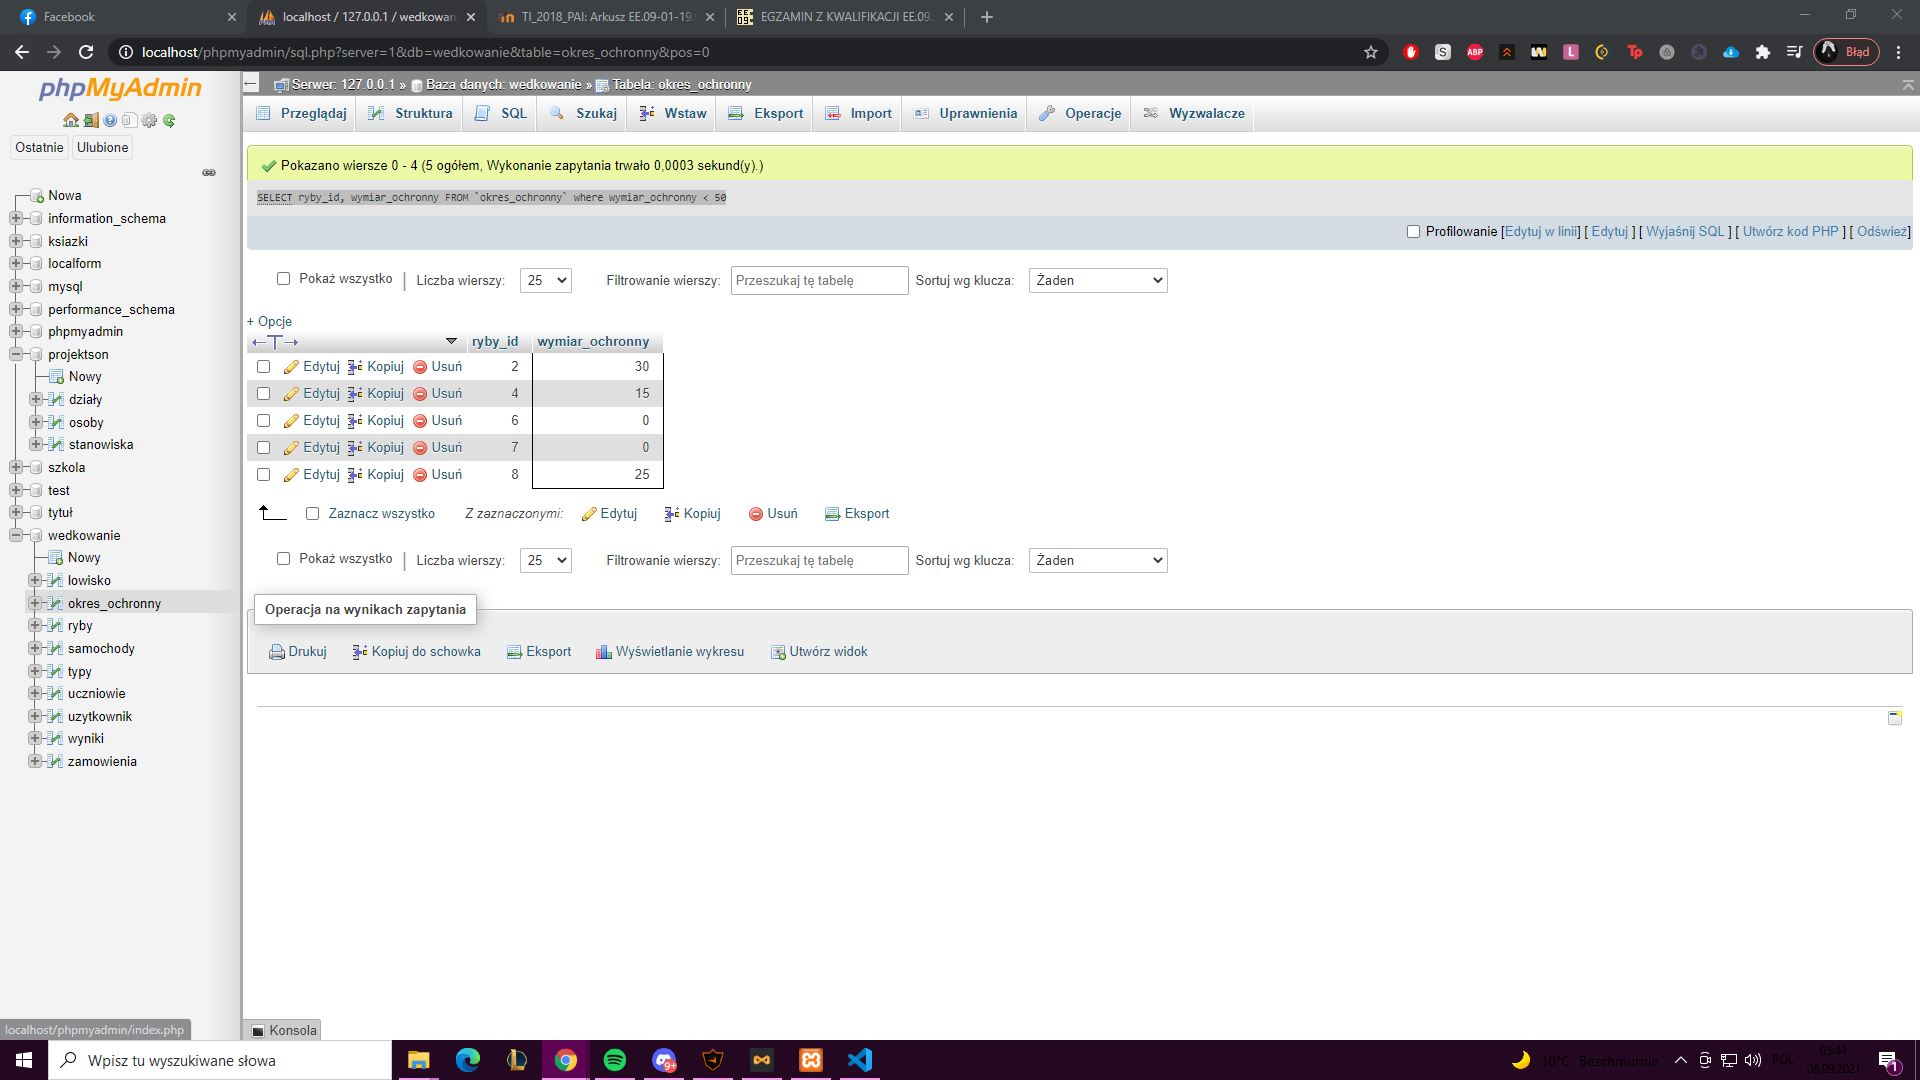 Facebook
localhost / 127.0.0.1 / wedkowan
TI_2018_PAI: Arkusz EE.09-01-19.
EGZAMIN Z KWALIFIKACJI EE.09.
localhost/phpmyadmin/sql.php?server=1&db=wedkowanie&table=okres_ochronny&pos=0
Błąd
phpMyAdmin
Ostatnie
Ulubione
Nowa
information_schema
ksiazki
localform
mysql
performance_schema
phpmyadmin
projektson
Nowy
działy
osoby
stanowiska
szkola
test
tytuł
wedkowanie
Nowy
lowisko
okres_ochronny
ryby
samochody
typy
uczniowie
uzytkownik
wyniki
zamowienia
localhost/phpmyadmin/index.php
Serwer: 127.0.0.1 » Baza danych: wedkowanie » Tabela: okres_ochronny
Przeglądaj Struktura SQL Szukaj Wstaw Eksport Import Uprawnienia Operacje Wyzwalacze
Pokazano wiersze 0 - 4 (5 ogółem, Wykonanie zapytania trwało 0,0003 sekund(y).)
SELECT ryby_id, wymiar_ochronny FROM `okres_ochronny` where wymiar_ochronny < 50
Profilowanie [Edytuj w linii] [ Edytuj ] [ Wyjaśnij SQL ] [ Utwórz kod PHP ] [ Odśwież]
Pokaż wszystko | Liczba wierszy: 25 Filtrowanie wierszy: Przeszukaj tę tabelę Sortuj wg klucza: Żaden
+ Opcje
←T→ ryby_id wymiar_ochronny
Edytuj Kopiuj Usuń 2 30
Edytuj Kopiuj Usuń 4 15
Edytuj Kopiuj Usuń 6 0
Edytuj Kopiuj Usuń 7 0
Edytuj Kopiuj Usuń 8 25
Zaznacz wszystko Z zaznaczonymi: Edytuj Kopiuj Usuń Eksport
Pokaż wszystko | Liczba wierszy: 25 Filtrowanie wierszy: Przeszukaj tę tabelę Sortuj wg klucza: Żaden
Operacja na wynikach zapytania
Drukuj Kopiuj do schowka Eksport Wyświetlanie wykresu Utwórz widok
Konsola
Wpisz tu wyszukiwane słowa
10°C Bezchmurnie
POL
05:44
08.09.2021
1